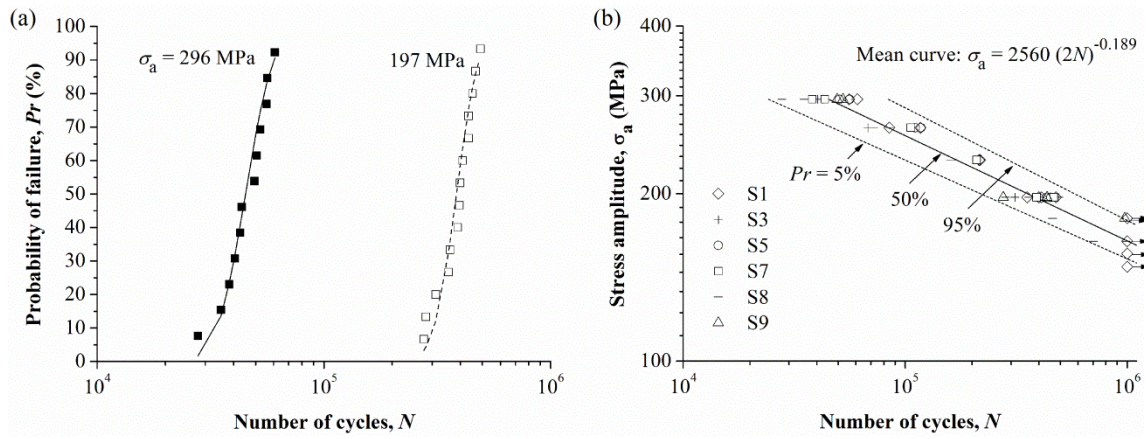 (a)
100
90
80
70
60
50
40
30
20
10
0
Probability of failure, Pr (%)
σa = 296 MPa
197 MPa
10^4
10^5
10^6
Number of cycles, N
(b)
400
300
200
100
Stress amplitude, σa (MPa)
Mean curve: σa = 2560 (2N)^-0.189
Pr = 5%
50%
95%
S1
S3
S5
S7
S8
S9
10^4
10^5
10^6
Number of cycles, N